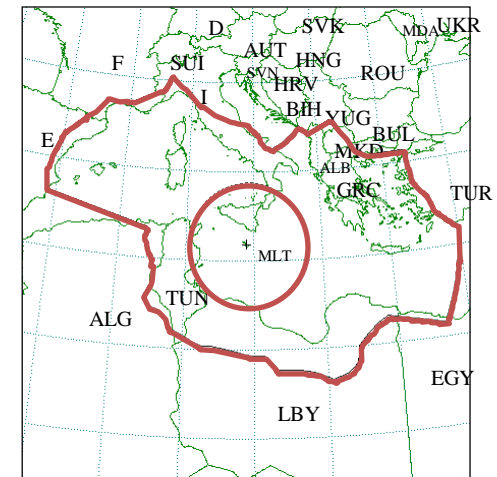 D
SVK
MDA
UKR
AUT
F
SUI
HNG
SVN
ROU
HRV
I
BIH
YUG
BUL
E
MKD
ALB
GRC
TUR
MLT
TUN
ALG
EGY
LBY